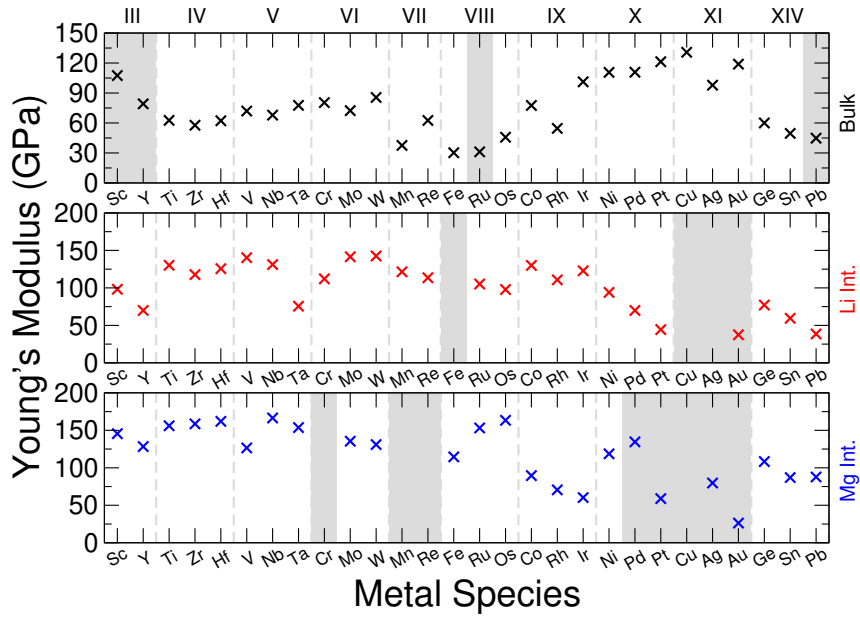 III IV V VI VII VIII IX X XI XIV
150
120
90
60
30
0
Bulk
Sc Y Ti Zr Hf V Nb Ta Cr Mo W Mn Re Fe Ru Os Co Rh Ir Ni Pd Pt Cu Ag Au Ge Sn Pb
Young's Modulus (GPa)
200
150
100
50
0
Li Int.
Sc Y Ti Zr Hf V Nb Ta Cr Mo W Mn Re Fe Ru Os Co Rh Ir Ni Pd Pt Cu Ag Au Ge Sn Pb
200
150
100
50
0
Mg Int.
Sc Y Ti Zr Hf V Nb Ta Cr Mo W Mn Re Fe Ru Os Co Rh Ir Ni Pd Pt Cu Ag Au Ge Sn Pb
Metal Species